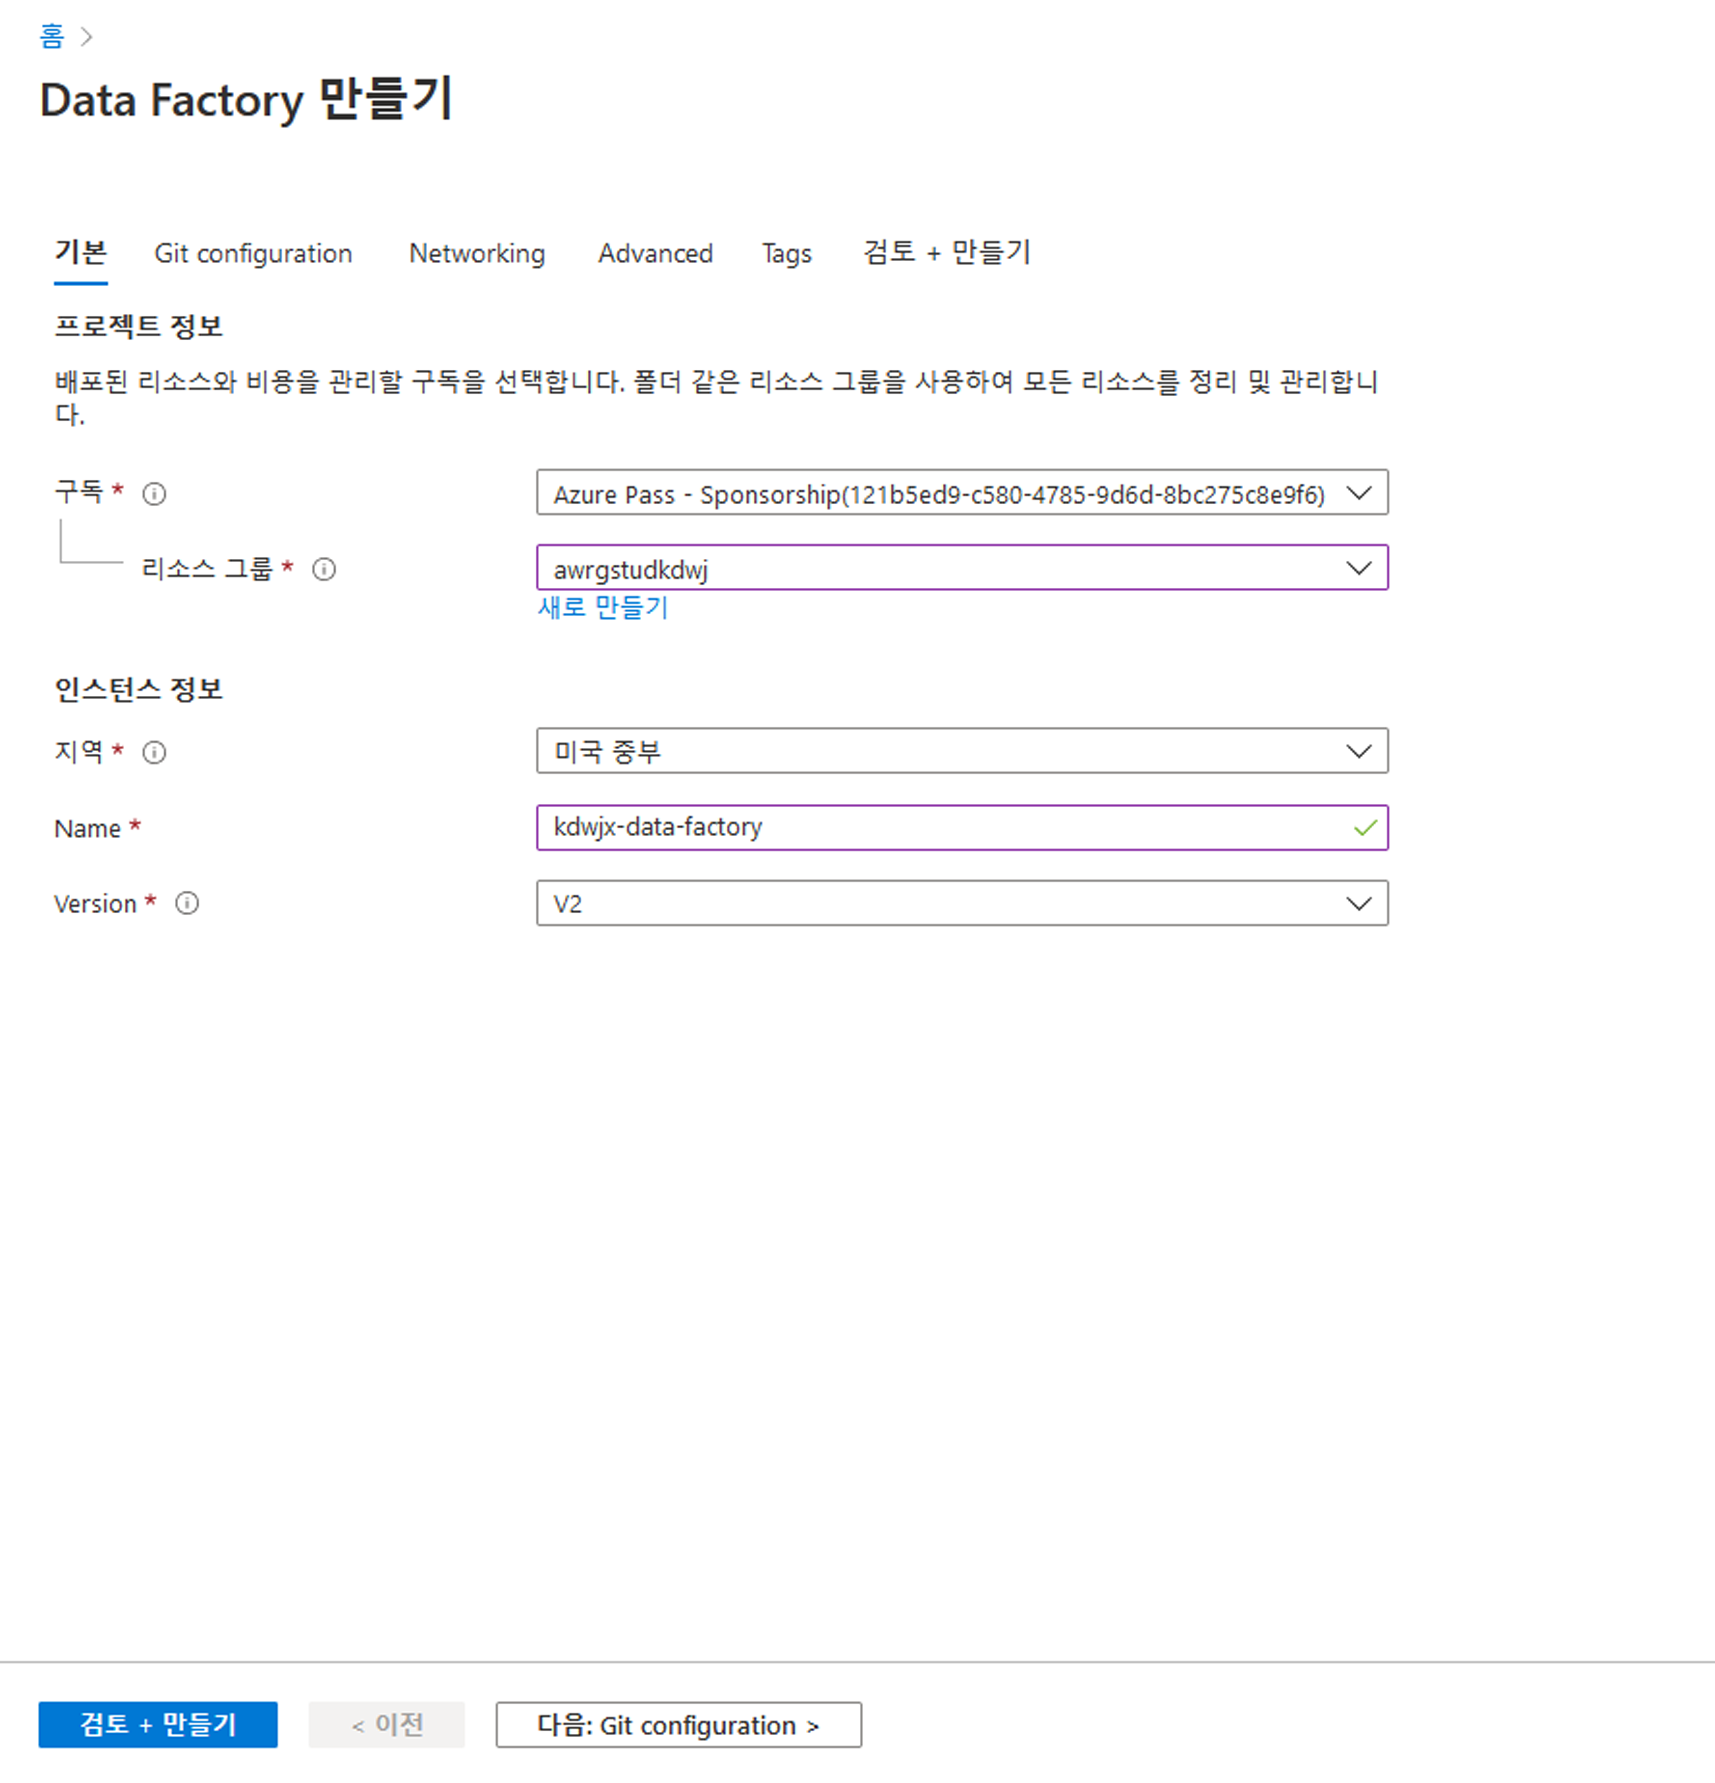 홈 >
Data Factory 만들기
기본 Git configuration Networking Advanced Tags 검토 + 만들기
프로젝트 정보
배포된 리소스와 비용을 관리할 구독을 선택합니다. 폴더 같은 리소스 그룹을 사용하여 모든 리소스를 정리 및 관리합니
다.
구독 * Azure Pass - Sponsorship(121b5ed9-c580-4785-9d6d-8bc275c8e9f6)
리소스 그룹 * awrgstudkdwj
새로 만들기
인스턴스 정보
지역 * 미국 중부
Name * kdwjx-data-factory
Version * V2
검토 + 만들기 < 이전 다음: Git configuration >